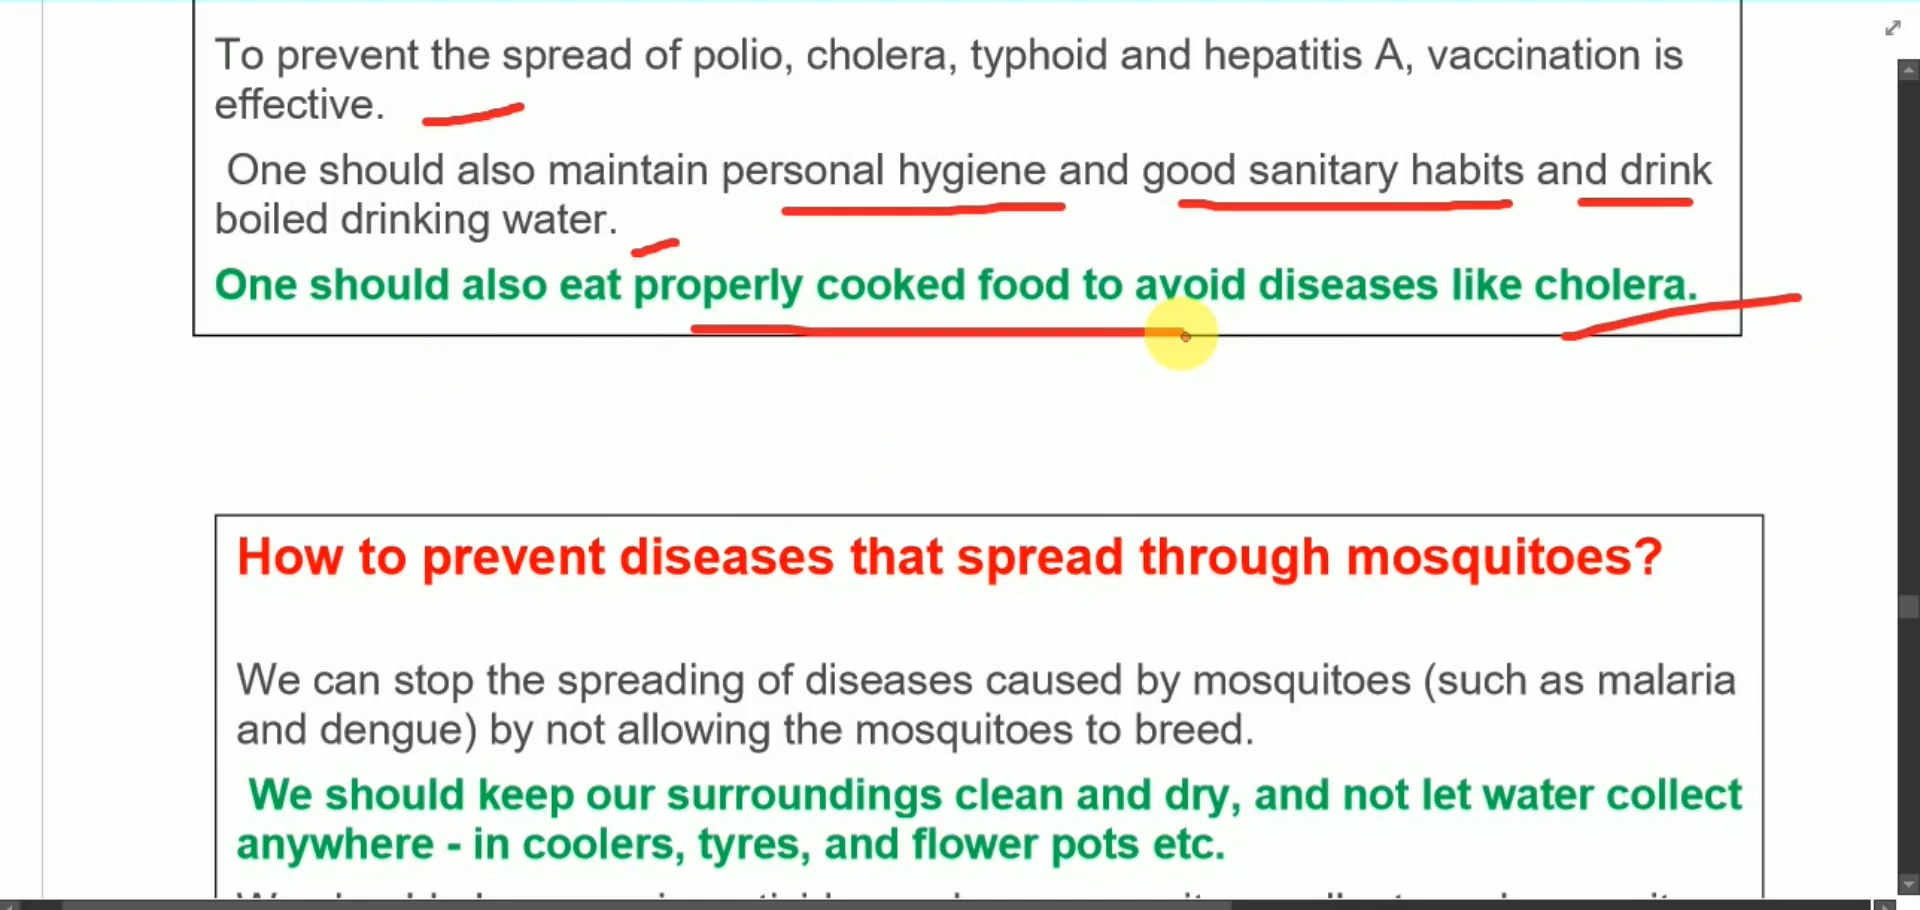 To prevent the spread of polio, cholera, typhoid and hepatitis A, vaccination is
effective.
One should also maintain personal hygiene and good sanitary habits and drink
boiled drinking water.
One should also eat properly cooked food to avoid diseases like cholera.
How to prevent diseases that spread through mosquitoes?
We can stop the spreading of diseases caused by mosquitoes (such as malaria
and dengue) by not allowing the mosquitoes to breed.
We should keep our surroundings clean and dry, and not let water collect
anywhere - in coolers, tyres, and flower pots etc.